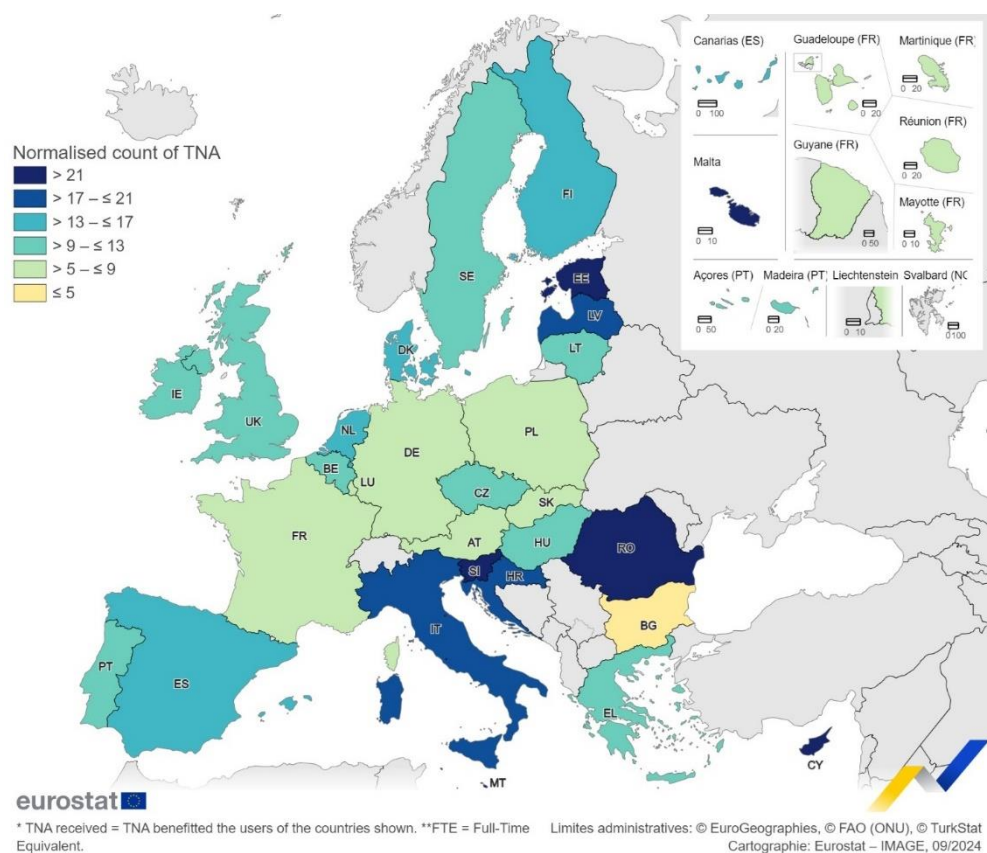 Normalised count of TNA
> 21
> 17 – ≤ 21
> 13 – ≤ 17
> 9 – ≤ 13
> 5 – ≤ 9
≤ 5
Canarias (ES)
0 100
Guadeloupe (FR)
0 20
Martinique (FR)
0 20
Réunion (FR)
0 20
Malta
0 10
Guyane (FR)
0 50
Mayotte (FR)
0 10
Açores (PT)
0 50
Madeira (PT)
0 20
Liechtenstein
0 10
Svalbard (NO
0 100
FI
SE
EE
LV
LT
DK
IE
UK
NL
BE
DE
PL
LU
CZ
SK
FR
AT
HU
RO
SI
HR
IT
BG
PT
ES
EL
MT
CY
eurostat
* TNA received = TNA benefitted the users of the countries shown. **FTE = Full-Time
Equivalent.
Limites administratives: © EuroGeographies, © FAO (ONU), © TurkStat
Cartographie: Eurostat – IMAGE, 09/2024